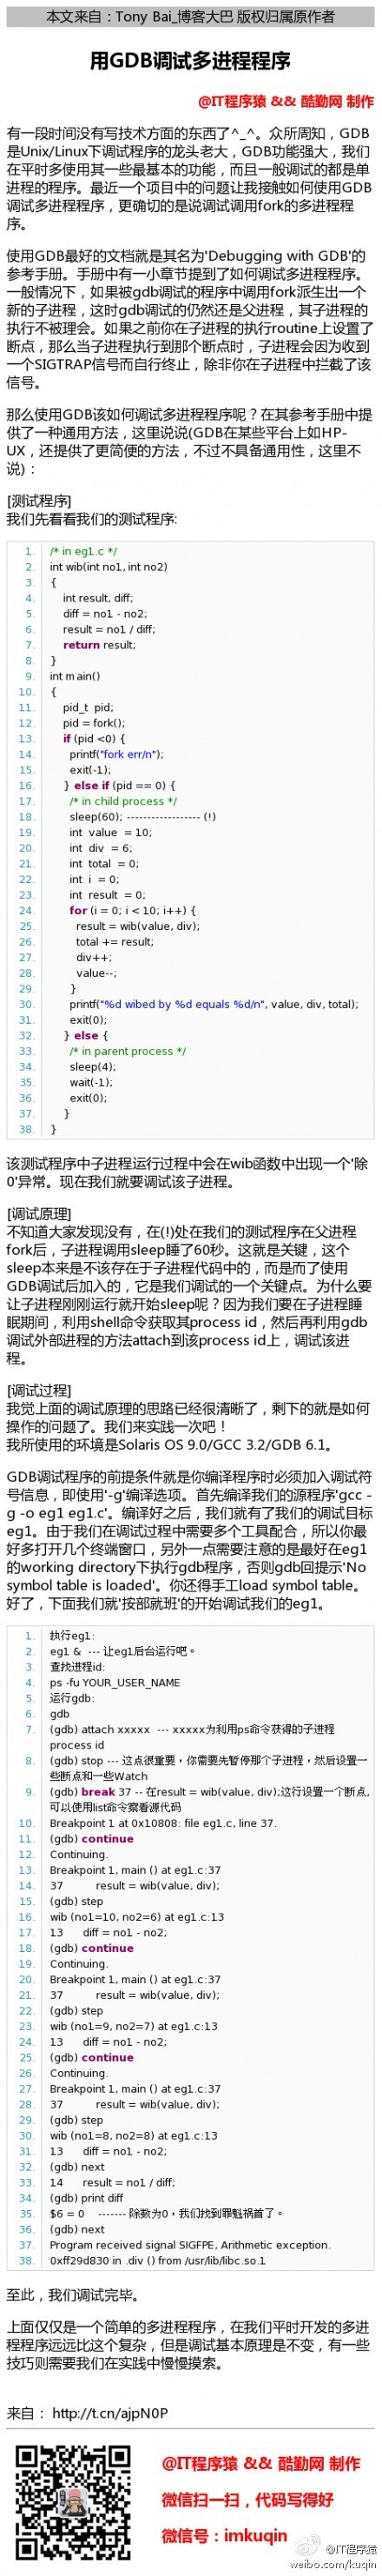 本文来自：Tony Bai_博客大巴 版权归属原作者
用GDB调试多进程程序
@IT程序猿 && 酷勤网 制作
有一段时间没有写技术方面的东西了^_^。众所周知，GDB
是Unix/Linux下调试程序的龙头老大，GDB功能强大，我们
在平时多使用其一些最基本的功能，而且一般调试的都是单
进程的程序。最近一个项目中的问题让我接触如何使用GDB
调试多进程程序，更确切的是说调试调用fork的多进程程
序。
使用GDB最好的文档就是其名为'Debugging with GDB'的
参考手册。手册中有一小章节提到了如何调试多进程程序。
一般情况下，如果被gdb调试的程序中调用fork派生出一个
新的子进程，这时gdb调试的仍然还是父进程，其子进程的
执行不被理会。如果之前你在子进程的执行routine上设置了
断点，那么当子进程执行到那个断点时，子进程会因为收到
一个SIGTRAP信号而自行终止，除非你在子进程中拦截了该
信号。
那么使用GDB该如何调试多进程程序呢？在其参考手册中提
供了一种通用方法，这里说说(GDB在某些平台上如HP-
UX，还提供了更简便的方法，不过不具备通用性，这里不
说)：
[测试程序]
我们先看看我们的测试程序:
1. /* in eg1.c */
2. int wib(int no1, int no2)
3. {
4. int result, diff;
5. diff = no1 - no2;
6. result = no1 / diff;
7. return result;
8. }
9. int main()
10. {
11. pid_t pid;
12. pid = fork();
13. if (pid <0) {
14. printf("fork err/n");
15. exit(-1);
16. } else if (pid == 0) {
17. /* in child process */
18. sleep(60); ------------------ (!)
19. int value = 10;
20. int div = 6;
21. int total = 0;
22. int i = 0;
23. int result = 0;
24. for (i = 0; i < 10; i++) {
25. result = wib(value, div);
26. total += result;
27. div++;
28. value--;
29. }
30. printf("%d wibed by %d equals %d/n", value, div, total);
31. exit(0);
32. } else {
33. /* in parent process */
34. sleep(4);
35. wait(-1);
36. exit(0);
37. }
38. }
该测试程序中子进程运行过程中会在wib函数中出现一个'除
0'异常。现在我们就要调试该子进程。
[调试原理]
不知道大家发现没有，在(!)处在我们的测试程序在父进程
fork后，子进程调用sleep睡了60秒。这就是关键，这个
sleep本来是不该存在于子进程代码中的，而是而了使用
GDB调试后加入的，它是我们调试的一个关键点。为什么要
让子进程刚刚运行就开始sleep呢？因为我们要在子进程睡
眠期间，利用shell命令获取其process id，然后再利用gdb
调试外部进程的方法attach到该process id上，调试该进
程。
[调试过程]
我觉上面的调试原理的思路已经很清晰了，剩下的就是如何
操作的问题了。我们来实践一次吧！
我所使用的环境是Solaris OS 9.0/GCC 3.2/GDB 6.1。
GDB调试程序的前提条件就是你编译程序时必须加入调试符
号信息，即使用'-g'编译选项。首先编译我们的源程序'gcc -
g -o eg1 eg1.c'。编译好之后，我们就有了我们的调试目标
eg1。由于我们在调试过程中需要多个工具配合，所以你最
好多打开几个终端窗口，另外一点需要注意的是最好在eg1
的working directory下执行gdb程序，否则gdb回提示'No
symbol table is loaded'。你还得手工load symbol table。
好了，下面我们就'按部就班'的开始调试我们的eg1。
1. 执行eg1:
2. eg1 & --- 让eg1后台运行吧。
3. 查找进程id:
4. ps -fu YOUR_USER_NAME
5. 运行gdb:
6. gdb
7. (gdb) attach xxxxx --- xxxxx为利用ps命令获得的子进程
process id
8. (gdb) stop --- 这点很重要，你需要先暂停那个子进程，然后设置一
些断点和一些Watch
9. (gdb) break 37 -- 在result = wib(value, div);这行设置一个断点,
可以使用list命令察看源代码
10. Breakpoint 1 at 0x10808: file eg1.c, line 37.
11. (gdb) continue
12. Continuing.
13. Breakpoint 1, main () at eg1.c:37
14. 37 result = wib(value, div);
15. (gdb) step
16. wib (no1=10, no2=6) at eg1.c:13
17. 13 diff = no1 - no2;
18. (gdb) continue
19. Continuing.
20. Breakpoint 1, main () at eg1.c:37
21. 37 result = wib(value, div);
22. (gdb) step
23. wib (no1=9, no2=7) at eg1.c:13
24. 13 diff = no1 - no2;
25. (gdb) continue
26. Continuing.
27. Breakpoint 1, main () at eg1.c:37
28. 37 result = wib(value, div);
29. (gdb) step
30. wib (no1=8, no2=8) at eg1.c:13
31. 13 diff = no1 - no2;
32. (gdb) next
33. 14 result = no1 / diff;
34. (gdb) print diff
35. $6 = 0 ------- 除数为0，我们找到罪魁祸首了。
36. (gdb) next
37. Program received signal SIGFPE, Arithmetic exception.
38. 0xff29d830 in .div () from /usr/lib/libc.so.1
至此，我们调试完毕。
上面仅仅是一个简单的多进程程序，在我们平时开发的多进
程程序远远比这个复杂，但是调试基本原理是不变，有一些
技巧则需要我们在实践中慢慢摸索。
来自： http://t.cn/ajpN0P
@IT程序猿 && 酷勤网 制作
微信扫一扫，代码写得好
微信号：imkuqin
@IT程序猿
weibo.com/kuqin